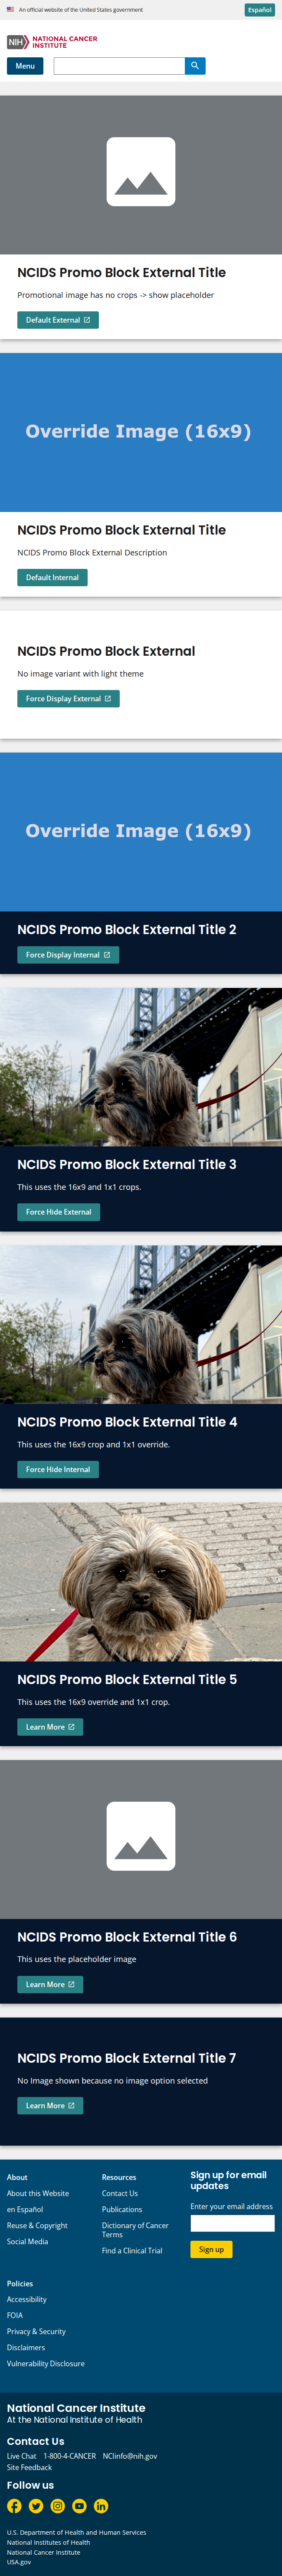 An official website of the United States government
Español
NIH NATIONAL CANCER
INSTITUTE
Menu
NCIDS Promo Block External Title
Promotional image has no crops -> show placeholder
Default External
Override Image (16x9)
NCIDS Promo Block External Title
NCIDS Promo Block External Description
Default Internal
NCIDS Promo Block External
No image variant with light theme
Force Display External
Override Image (16x9)
NCIDS Promo Block External Title 2
Force Display Internal
NCIDS Promo Block External Title 3
This uses the 16x9 and 1x1 crops.
Force Hide External
NCIDS Promo Block External Title 4
This uses the 16x9 crop and 1x1 override.
Force Hide Internal
NCIDS Promo Block External Title 5
This uses the 16x9 override and 1x1 crop.
Learn More
NCIDS Promo Block External Title 6
This uses the placeholder image
Learn More
NCIDS Promo Block External Title 7
No Image shown because no image option selected
Learn More
About
About this Website
en Español
Reuse & Copyright
Social Media
Resources
Contact Us
Publications
Dictionary of Cancer
Terms
Find a Clinical Trial
Sign up for email
updates
Enter your email address
Sign up
Policies
Accessibility
FOIA
Privacy & Security
Disclaimers
Vulnerability Disclosure
National Cancer Institute
At the National Institute of Health
Contact Us
Live Chat 1-800-4-CANCER NCIinfo@nih.gov
Site Feedback
Follow us
U.S. Department of Health and Human Services
National Institutes of Health
National Cancer Institute
USA.gov